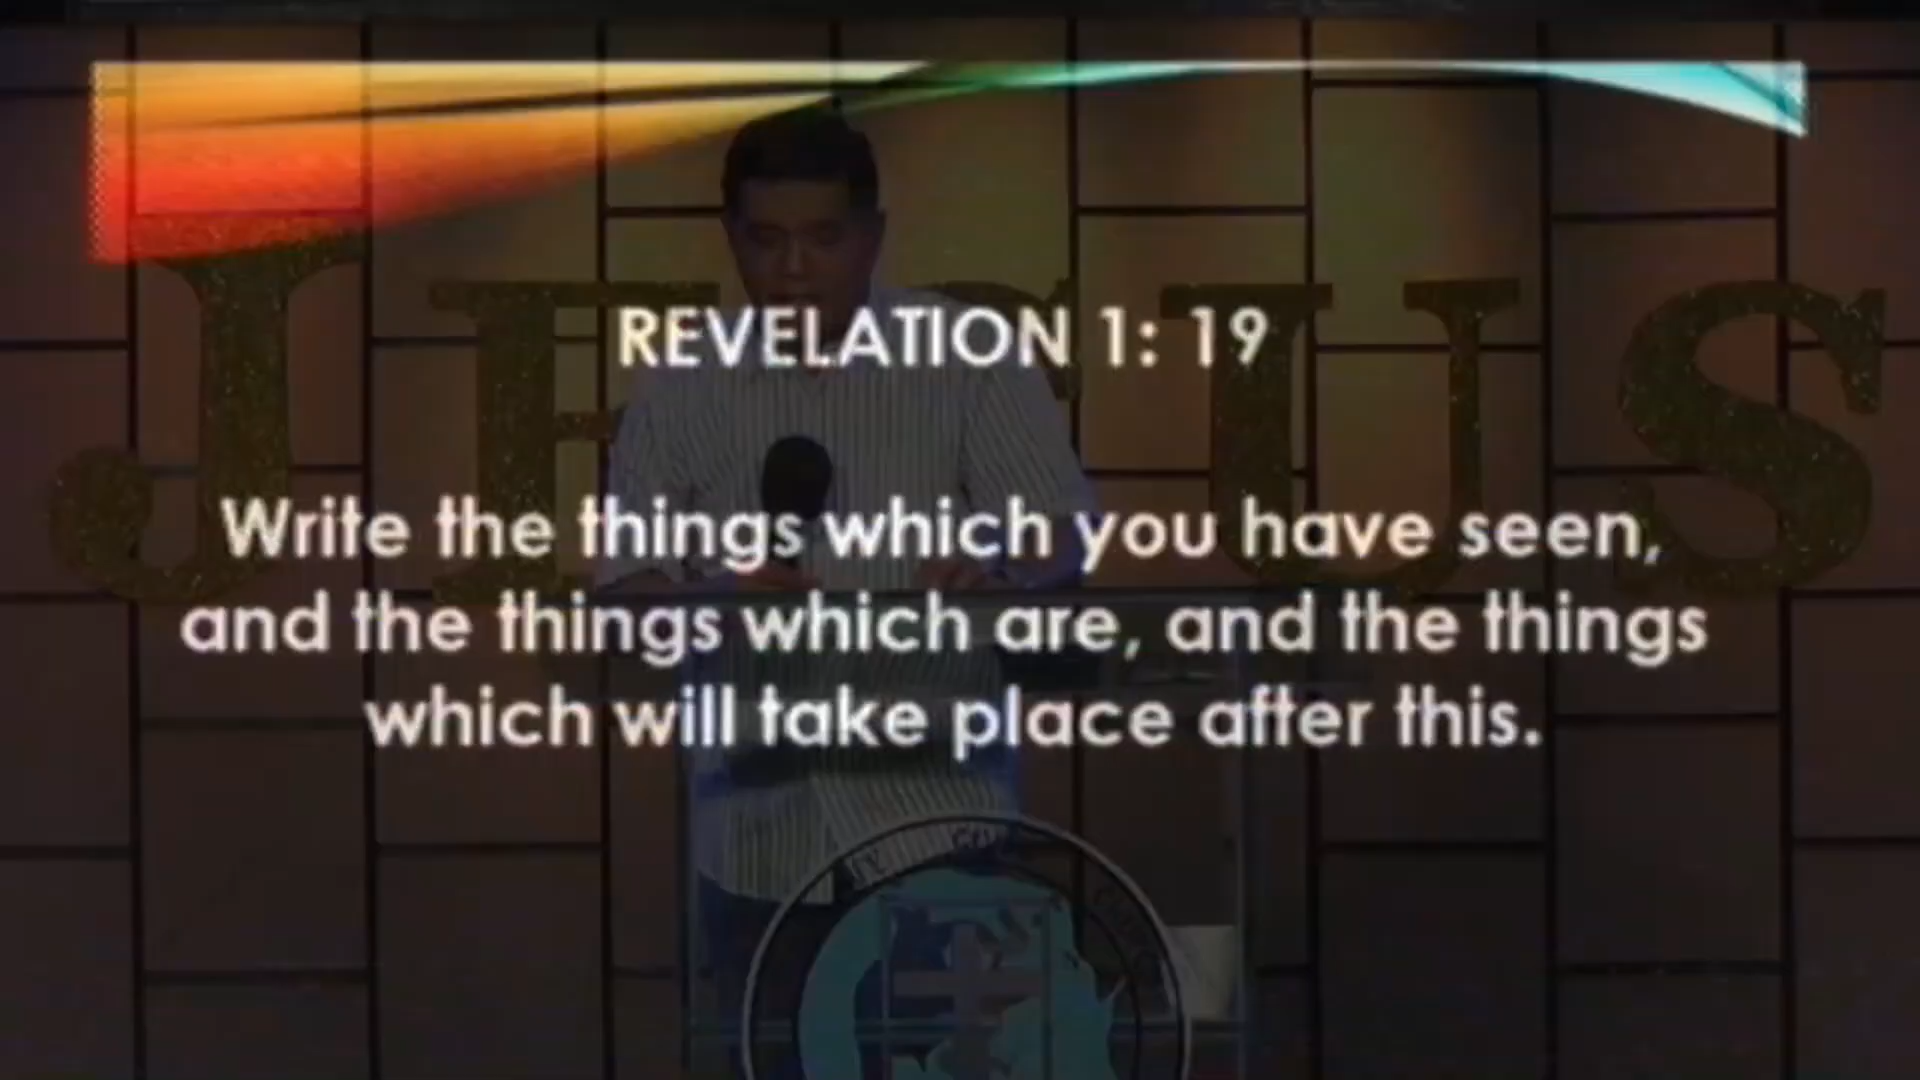 JESUS
REVELATION 1: 19
Write the things which you have seen,
and the things which are, and the things
which will take place after this.